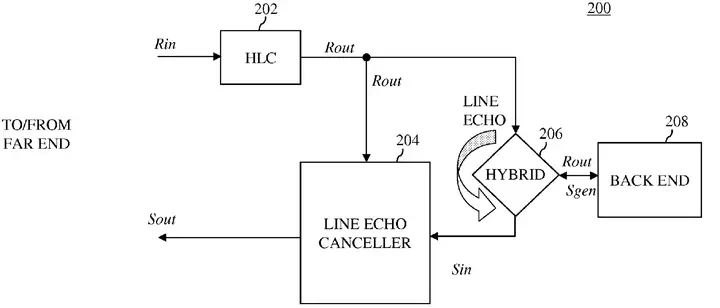 200
202
Rin
HLC
Rout
Rout
LINE
ECHO
TO/FROM
FAR END
204
206
208
HYBRID
Rout
Sgen
BACK END
Sout
LINE ECHO
CANCELLER
Sin